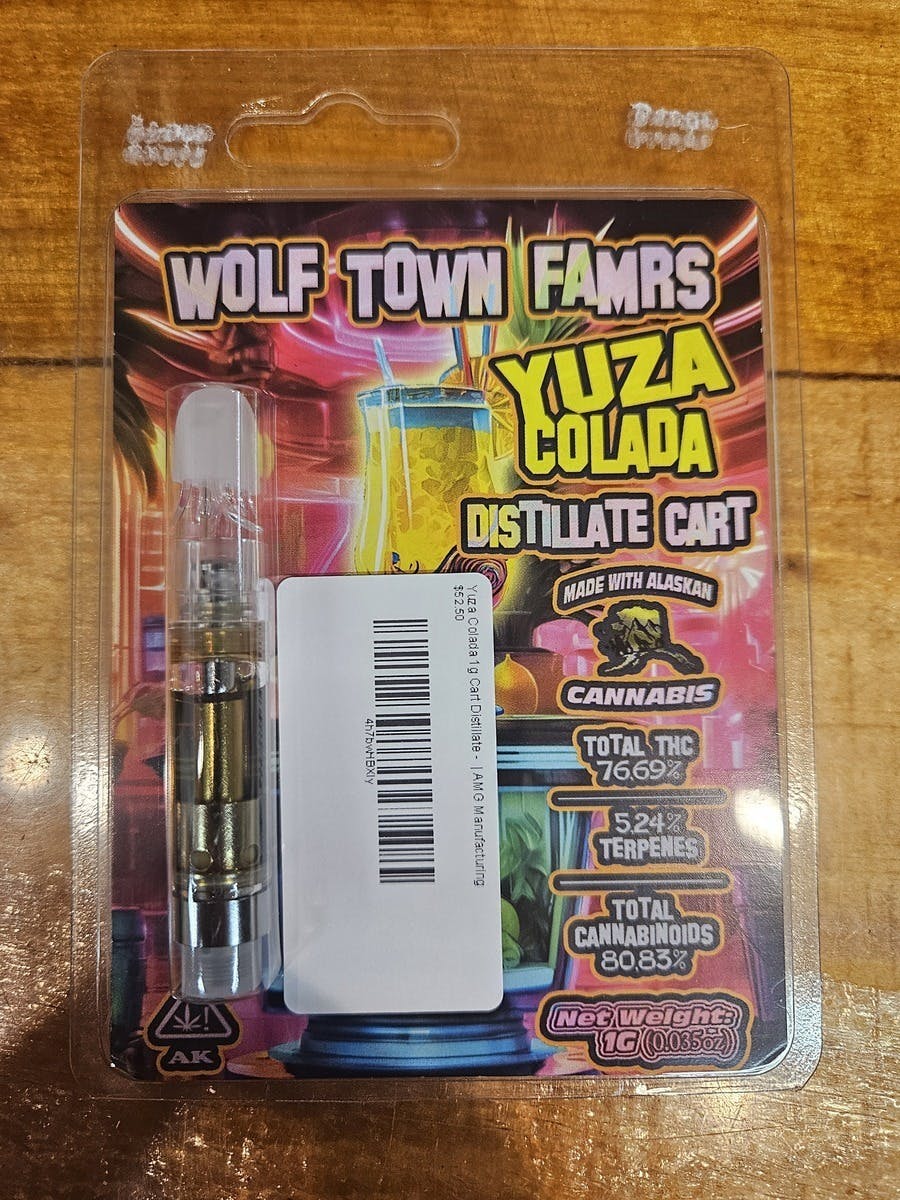 WOLF TOWN FAMRS
YUZA
COLADA
DISTILLATE CART
MADE WITH ALASKAN
CANNABIS
TOTAL THC
76.69%
5.24%
TERPENES
TOTAL
CANNABINOIDS
80.83%
Net Weight:
1G (0.035oz)
Yuza Colada 1g Cart Distillate - | AMG Manufacturing
$52.50
AK